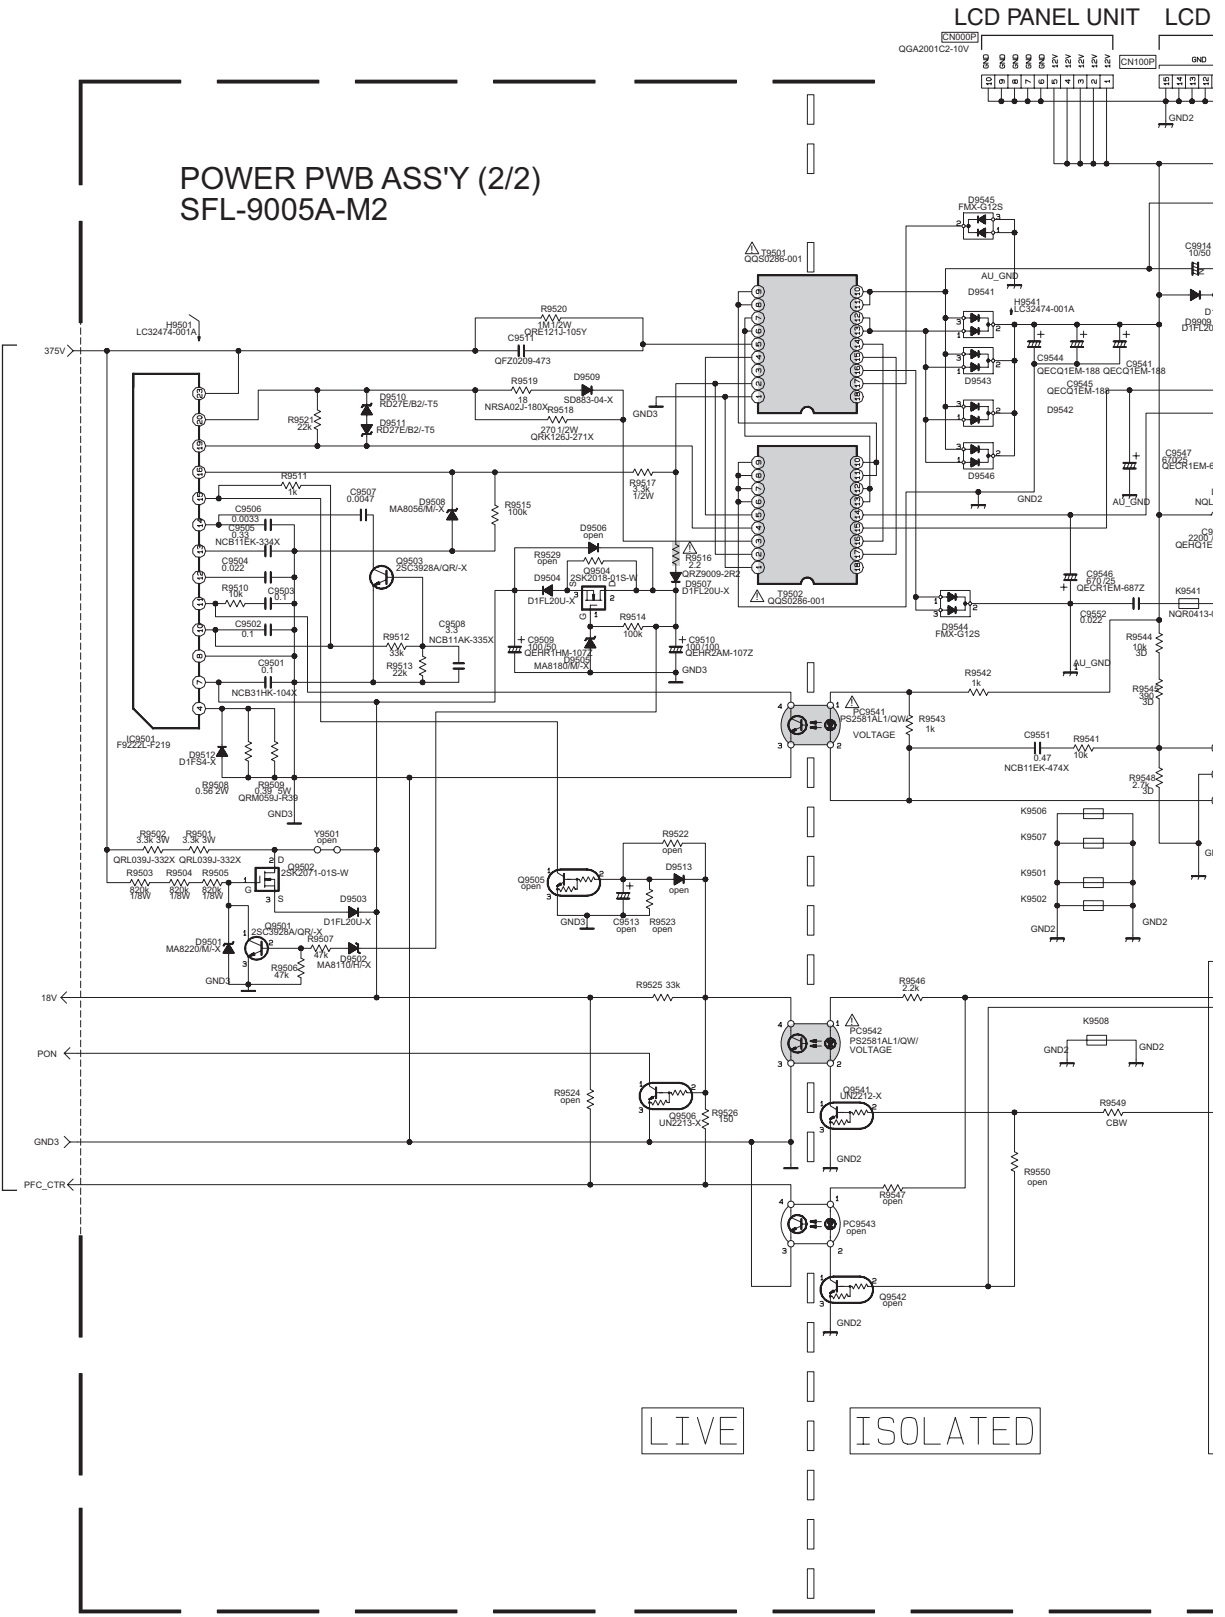 LCD PANEL UNIT
LCD
CN000P
QGA2001C2-10V
GND GND GND GND GND 12V 12V 12V 12V 12V
10 9 8 7 6 5 4 3 2 1
CN100P
GND
15 14 13 12
GND2
POWER PWB ASS'Y (2/2)
SFL-9005A-M2
D9545
FMX-G12S
T9501
QQS0286-001
C9914
10/50
AU_GND
D9541
H9541
LC32474-001A
D9909
D1FL20
H9501
LC32474-001A
R9520
1M 1/2W
QRE121J-105Y
C9511
QFZ0209-473
375V
C9544
QECQ1EM-188
C9541
QECQ1EM-188
C9545
QECQ1EM-188
D9543
D9542
D9546
R9519
18
NRSA02J-180X
D9509
SD883-04-X
R9518
270 1/2W
QRK126J-271X
D9510
RD27E/B2/-T5
D9511
RD27E/B2/-T5
R9521
22k
GND3
C9547
670/25
QECR1EM-6
AU_GND
GND2
NQL
R9511
1k
C9507
0.0047
D9508
MA8056/M/-X
R9515
100k
R9517
3.3k
1/2W
C9506
0.0033
C9505
0.33
NCB11EK-334X
C9504
0.022
R9510
10k
C9503
0.1
C9502
0.1
C9501
0.1
NCB31HK-104X
Q9503
2SC3928A/QR/-X
D9506
open
R9529
open
Q9504
2SK2018-01S-W
D9504
D1FL20U-X
R9516
2.2
QRZ9009-2R2
D9507
D1FL20U-X
T9502
QQS0286-001
2200
QEHQ1E
C9546
670 /25
QECR1EM-687Z
K9541
NQR0413-0
C9552
0.022
D9544
FMX-G12S
R9514
100k
C9508
3.3
NCB11AK-335X
R9512
33k
R9513
22k
C9509
100/50
QEHR1HM-107Z
D9505
MA8180/M/-X
C9510
100/100
QEHR2AM-107Z
GND3
R9544
10k
3D
AU_GND
R9542
1k
R9545
390
3D
IC9501
F9222L-F219
PC9541
PS2581AL1/QW/
VOLTAGE
R9543
1k
C9551
0.47
NCB11EK-474X
R9541
10k
R9548
2.7k
3D
D9512
D1FS4-X
R9508
0.56 2W
R9509
0.39 5W
QRM059J-R39
GND3
K9506
K9507
K9501
K9502
GND2
GND2
R9502
3.3k 3W
QRL039J-332X
R9501
3.3k 3W
QRL039J-332X
Y9501
open
Q9502
2SK2071-01S-W
R9503
820k
1/8W
R9504
820k
1/8W
R9505
820k
1/8W
D9503
D1FL20U-X
Q9501
2SC3928A/QR/-X
R9507
47k
D9501
MA8220/M/-X
R9506
47k
D9502
MA8110/H/-X
GND3
R9522
open
D9513
open
Q9505
open
GND3
C9513
open
R9523
open
18V
R9525 33k
R9546
2.2k
PON
PC9542
PS2581AL1/QW/
VOLTAGE
K9508
GND2
GND2
R9524
open
Q9506
UN2213-X
R9526
150
Q9541
UN2212-X
R9549
CBW
GND3
GND2
R9550
open
PFC_CTR
R9547
open
PC9543
open
Q9542
open
GND2
LIVE
ISOLATED